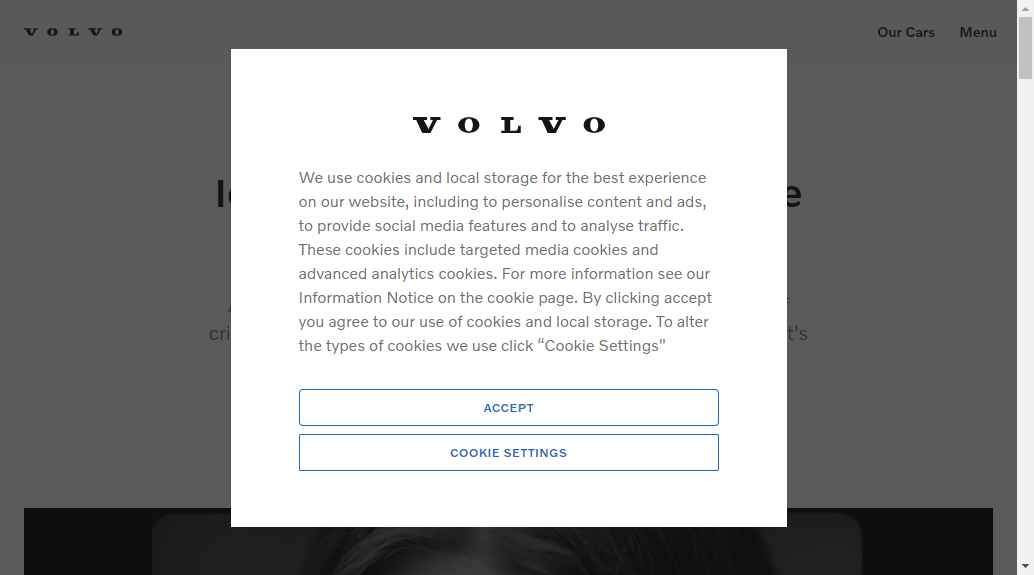 VOLVO
Our Cars Menu
VOLVO
We use cookies and local storage for the best experience
on our website, including to personalise content and ads,
to provide social media features and to analyse traffic.
These cookies include targeted media cookies and
advanced analytics cookies. For more information see our
Information Notice on the cookie page. By clicking accept
you agree to our use of cookies and local storage. To alter
the types of cookies we use click “Cookie Settings"
ACCEPT
COOKIE SETTINGS